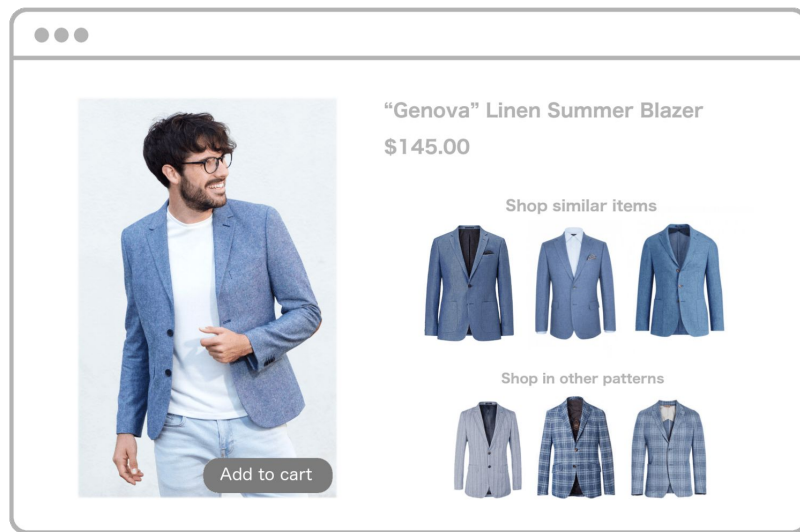 “Genova” Linen Summer Blazer
$145.00
Shop similar items
Shop in other patterns
Add to cart